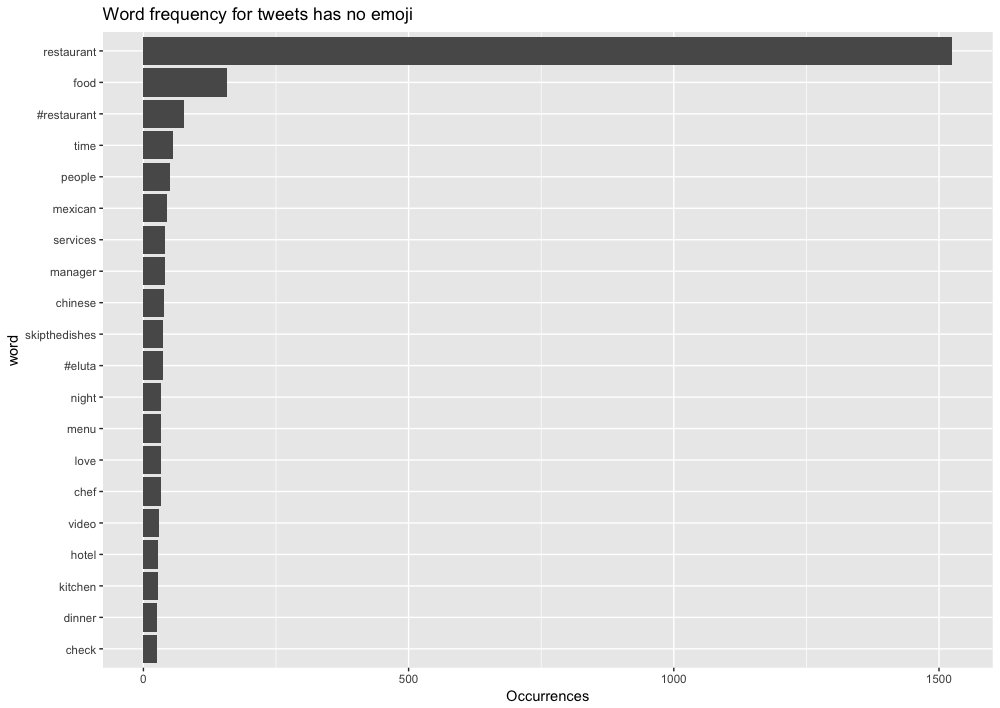 Word frequency for tweets has no emoji
restaurant
food
#restaurant
time
people
mexican
services
manager
chinese
skipthedishes
#eluta
night
menu
love
chef
video
hotel
kitchen
dinner
check
word
0 500 1000 1500
Occurrences